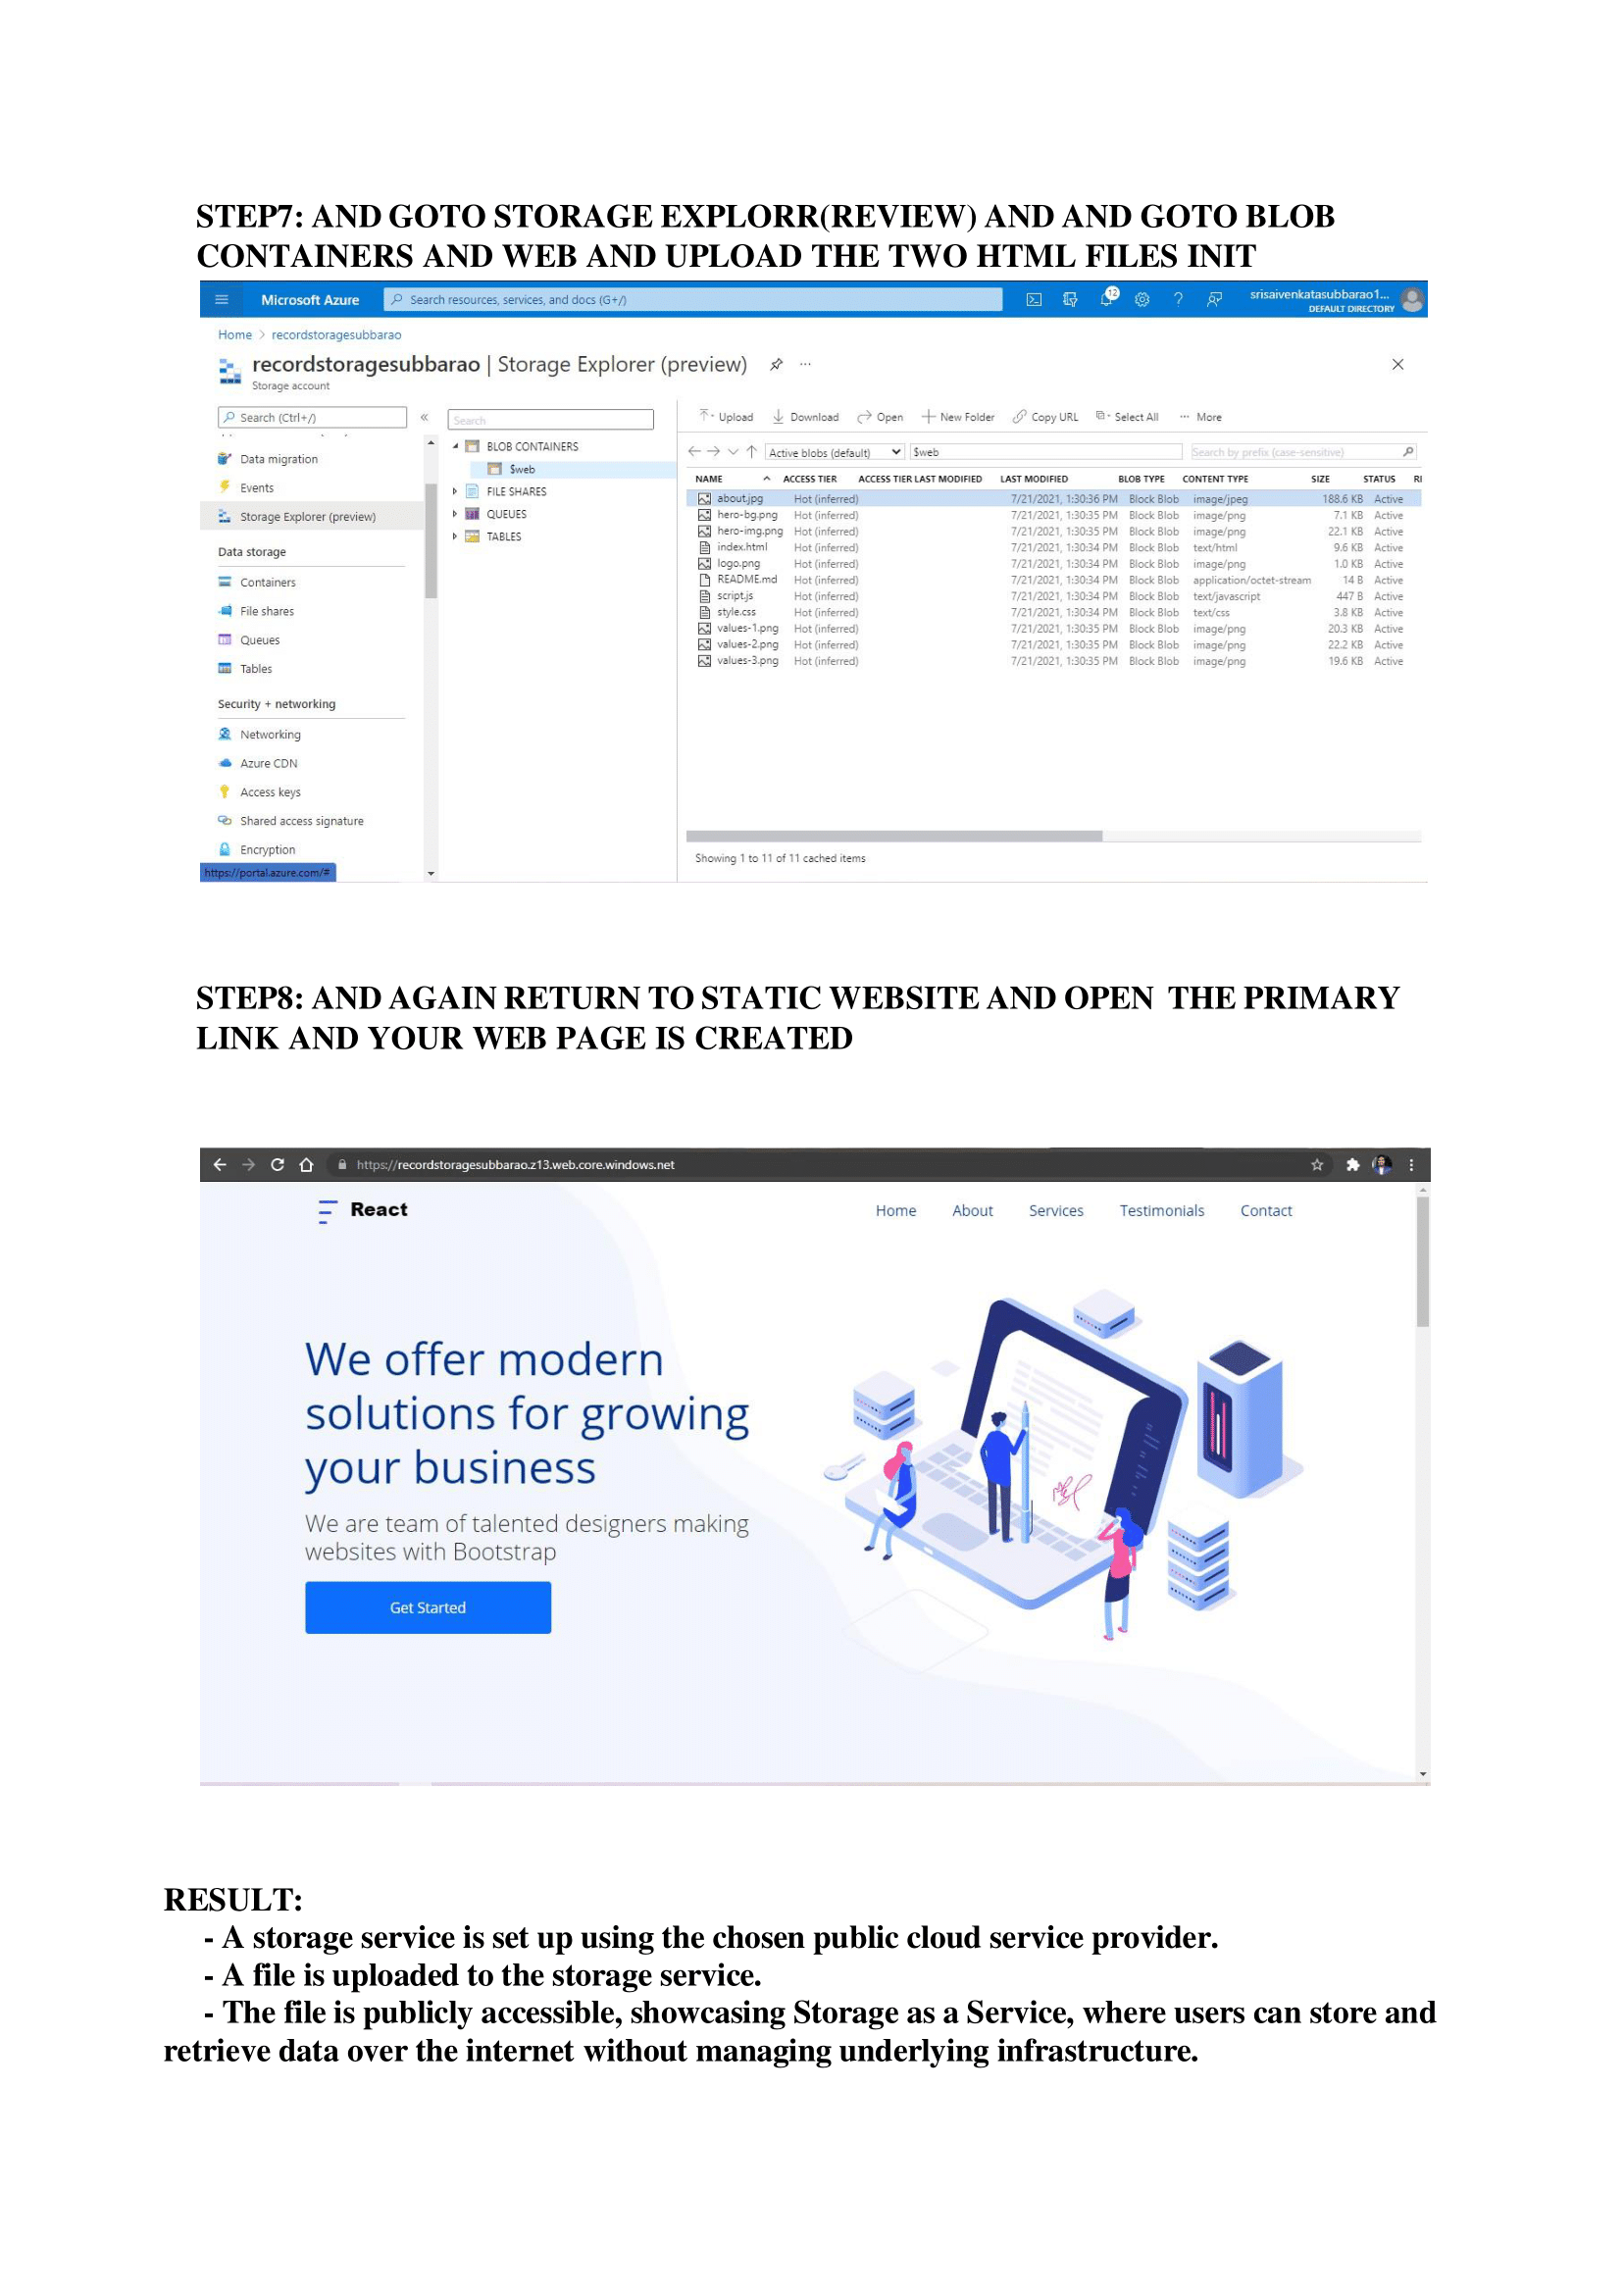 STEP7: AND GOTO STORAGE EXPLORR(REVIEW) AND AND GOTO BLOB
CONTAINERS AND WEB AND UPLOAD THE TWO HTML FILES INIT
Microsoft Azure
Search resources, services, and docs (G+/)
12
srisaivenkatasubbarao1...
DEFAULT DIRECTORY
Home > recordstoragesubbarao
recordstoragesubbarao | Storage Explorer (preview)
Storage account
Search (Ctrl+/)
Data migration
Events
Storage Explorer (preview)
Data storage
Containers
File shares
Queues
Tables
Security + networking
Networking
Azure CDN
Access keys
Shared access signature
Encryption
https://portal.azure.com/#
Search
BLOB CONTAINERS
$web
FILE SHARES
QUEUES
TABLES
Upload Download Open New Folder Copy URL Select All ... More
Active blobs (default) $web Search by prefix (case-sensitive)
NAME ACCESS TIER ACCESS TIER LAST MODIFIED LAST MODIFIED BLOB TYPE CONTENT TYPE SIZE STATUS RI
about.jpg Hot (inferred) 7/21/2021, 1:30:36 PM Block Blob image/jpeg 188.6 KB Active
hero-bg.png Hot (inferred) 7/21/2021, 1:30:35 PM Block Blob image/png 7.1 KB Active
hero-img.png Hot (inferred) 7/21/2021, 1:30:35 PM Block Blob image/png 22.1 KB Active
index.html Hot (inferred) 7/21/2021, 1:30:34 PM Block Blob text/html 9.6 KB Active
logo.png Hot (inferred) 7/21/2021, 1:30:34 PM Block Blob image/png 1.0 KB Active
README.md Hot (inferred) 7/21/2021, 1:30:34 PM Block Blob application/octet-stream 14 B Active
script.js Hot (inferred) 7/21/2021, 1:30:34 PM Block Blob text/javascript 447 B Active
style.css Hot (inferred) 7/21/2021, 1:30:34 PM Block Blob text/css 3.8 KB Active
values-1.png Hot (inferred) 7/21/2021, 1:30:35 PM Block Blob image/png 20.3 KB Active
values-2.png Hot (inferred) 7/21/2021, 1:30:35 PM Block Blob image/png 22.2 KB Active
values-3.png Hot (inferred) 7/21/2021, 1:30:35 PM Block Blob image/png 19.6 KB Active
Showing 1 to 11 of 11 cached items
STEP8: AND AGAIN RETURN TO STATIC WEBSITE AND OPEN THE PRIMARY
LINK AND YOUR WEB PAGE IS CREATED
https://recordstoragesubbarao.z13.web.core.windows.net
React
Home About Services Testimonials Contact
We offer modern
solutions for growing
your business
We are team of talented designers making
websites with Bootstrap
Get Started
RESULT:
- A storage service is set up using the chosen public cloud service provider.
- A file is uploaded to the storage service.
- The file is publicly accessible, showcasing Storage as a Service, where users can store and
retrieve data over the internet without managing underlying infrastructure.